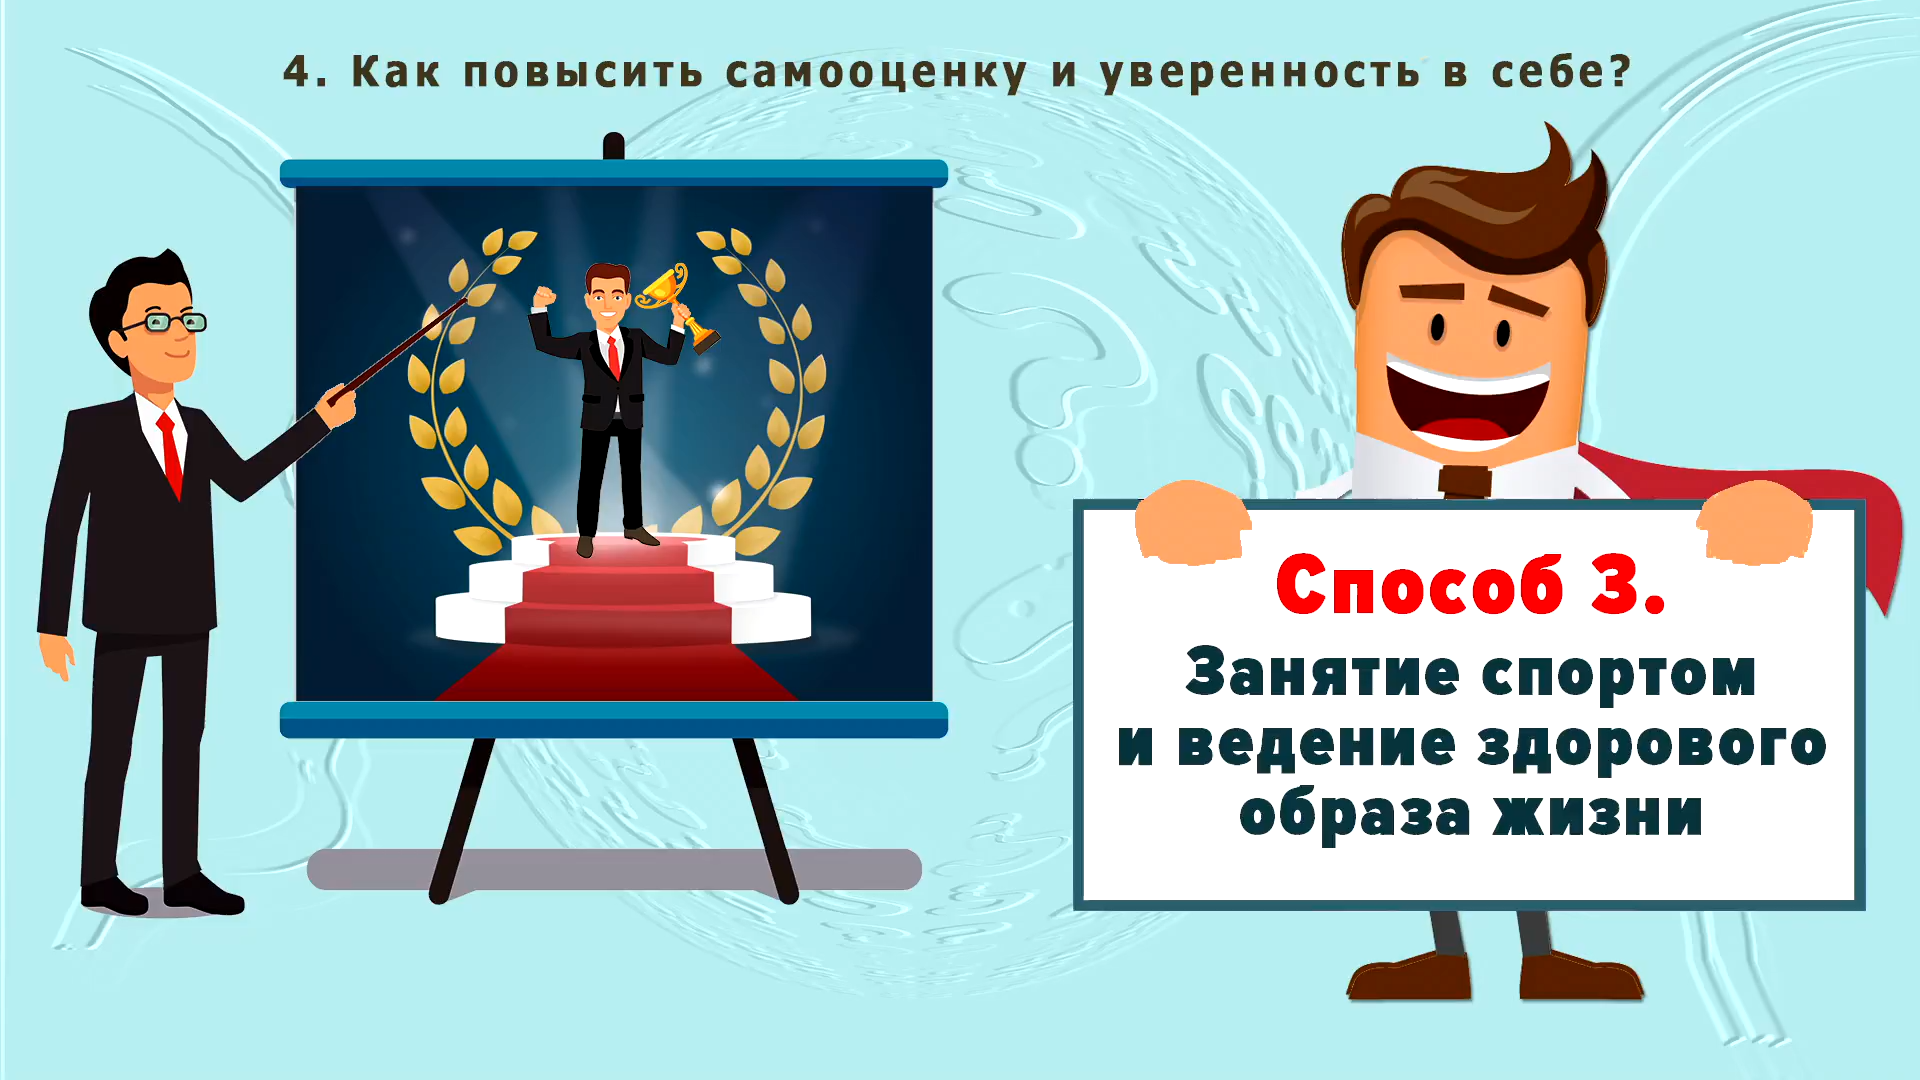 4. Как повысить самооценку и уверенность в себе?
Способ 3.
Занятие спортом
и ведение здорового
образа жизни